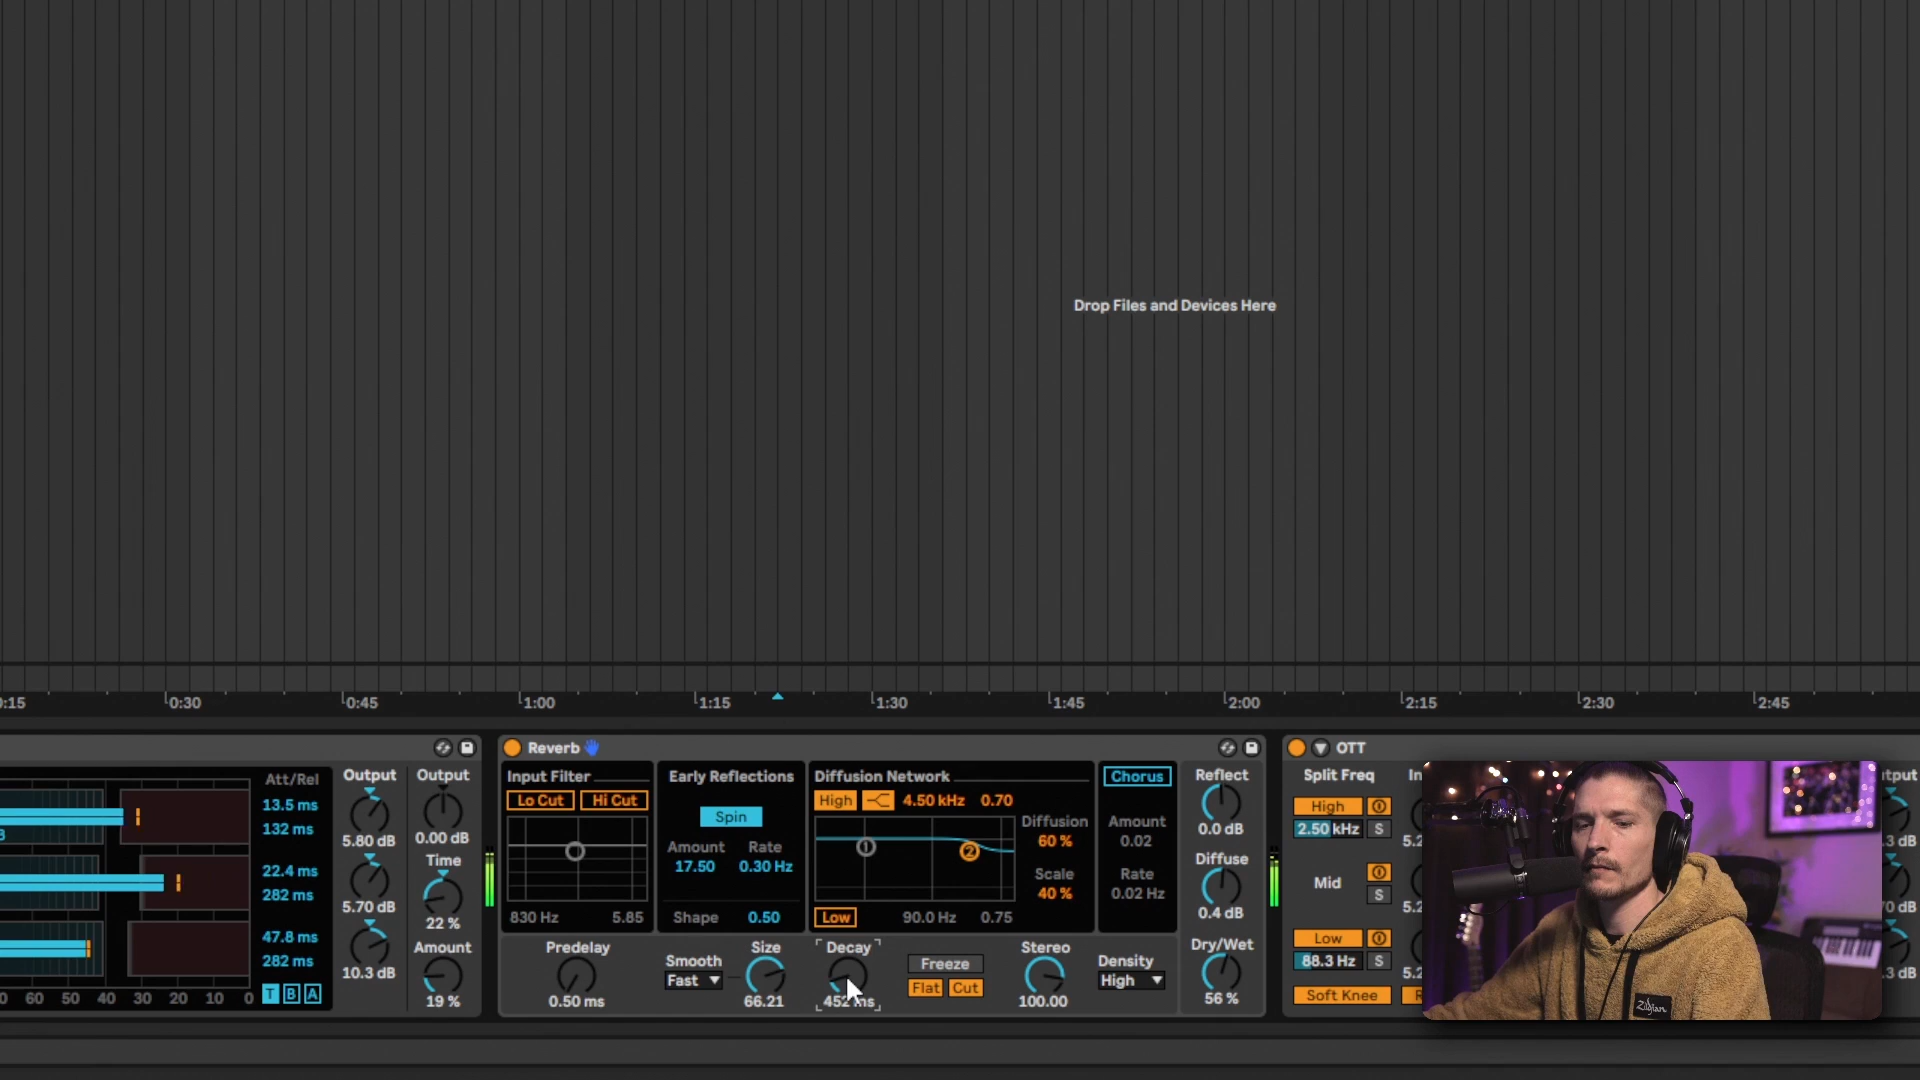 Drop Files and Devices Here
0:15 0:30 0:45 1:00 1:15 1:30 1:45 2:00 2:15 2:30 2:45
Att/Rel
13.5 ms
132 ms
22.4 ms
282 ms
47.8 ms
282 ms
T B A
60 50 40 30 20 10 0
Output
5.80 dB
5.70 dB
10.3 dB
Output
0.00 dB
Time
22 %
Amount
19 %
Reverb
Input Filter
Lo Cut Hi Cut
830 Hz 5.85
Predelay
0.50 ms
Early Reflections
Spin
Amount Rate
17.50 0.30 Hz
Shape 0.50
Smooth
Fast
Size
66.21
Diffusion Network
High 4.50 kHz 0.70
1 2
Diffusion
60 %
Scale
40 %
Low 90.0 Hz 0.75
Decay
452 ms
Freeze
Flat Cut
Stereo
100.00
Chorus
Amount
0.02
Rate
0.02 Hz
Density
High
Reflect
0.0 dB
Diffuse
0.4 dB
Dry/Wet
56 %
OTT
Split Freq
High
2.50 kHz S
Mid
S
Low
88.3 Hz S
Soft Knee
Zildjian